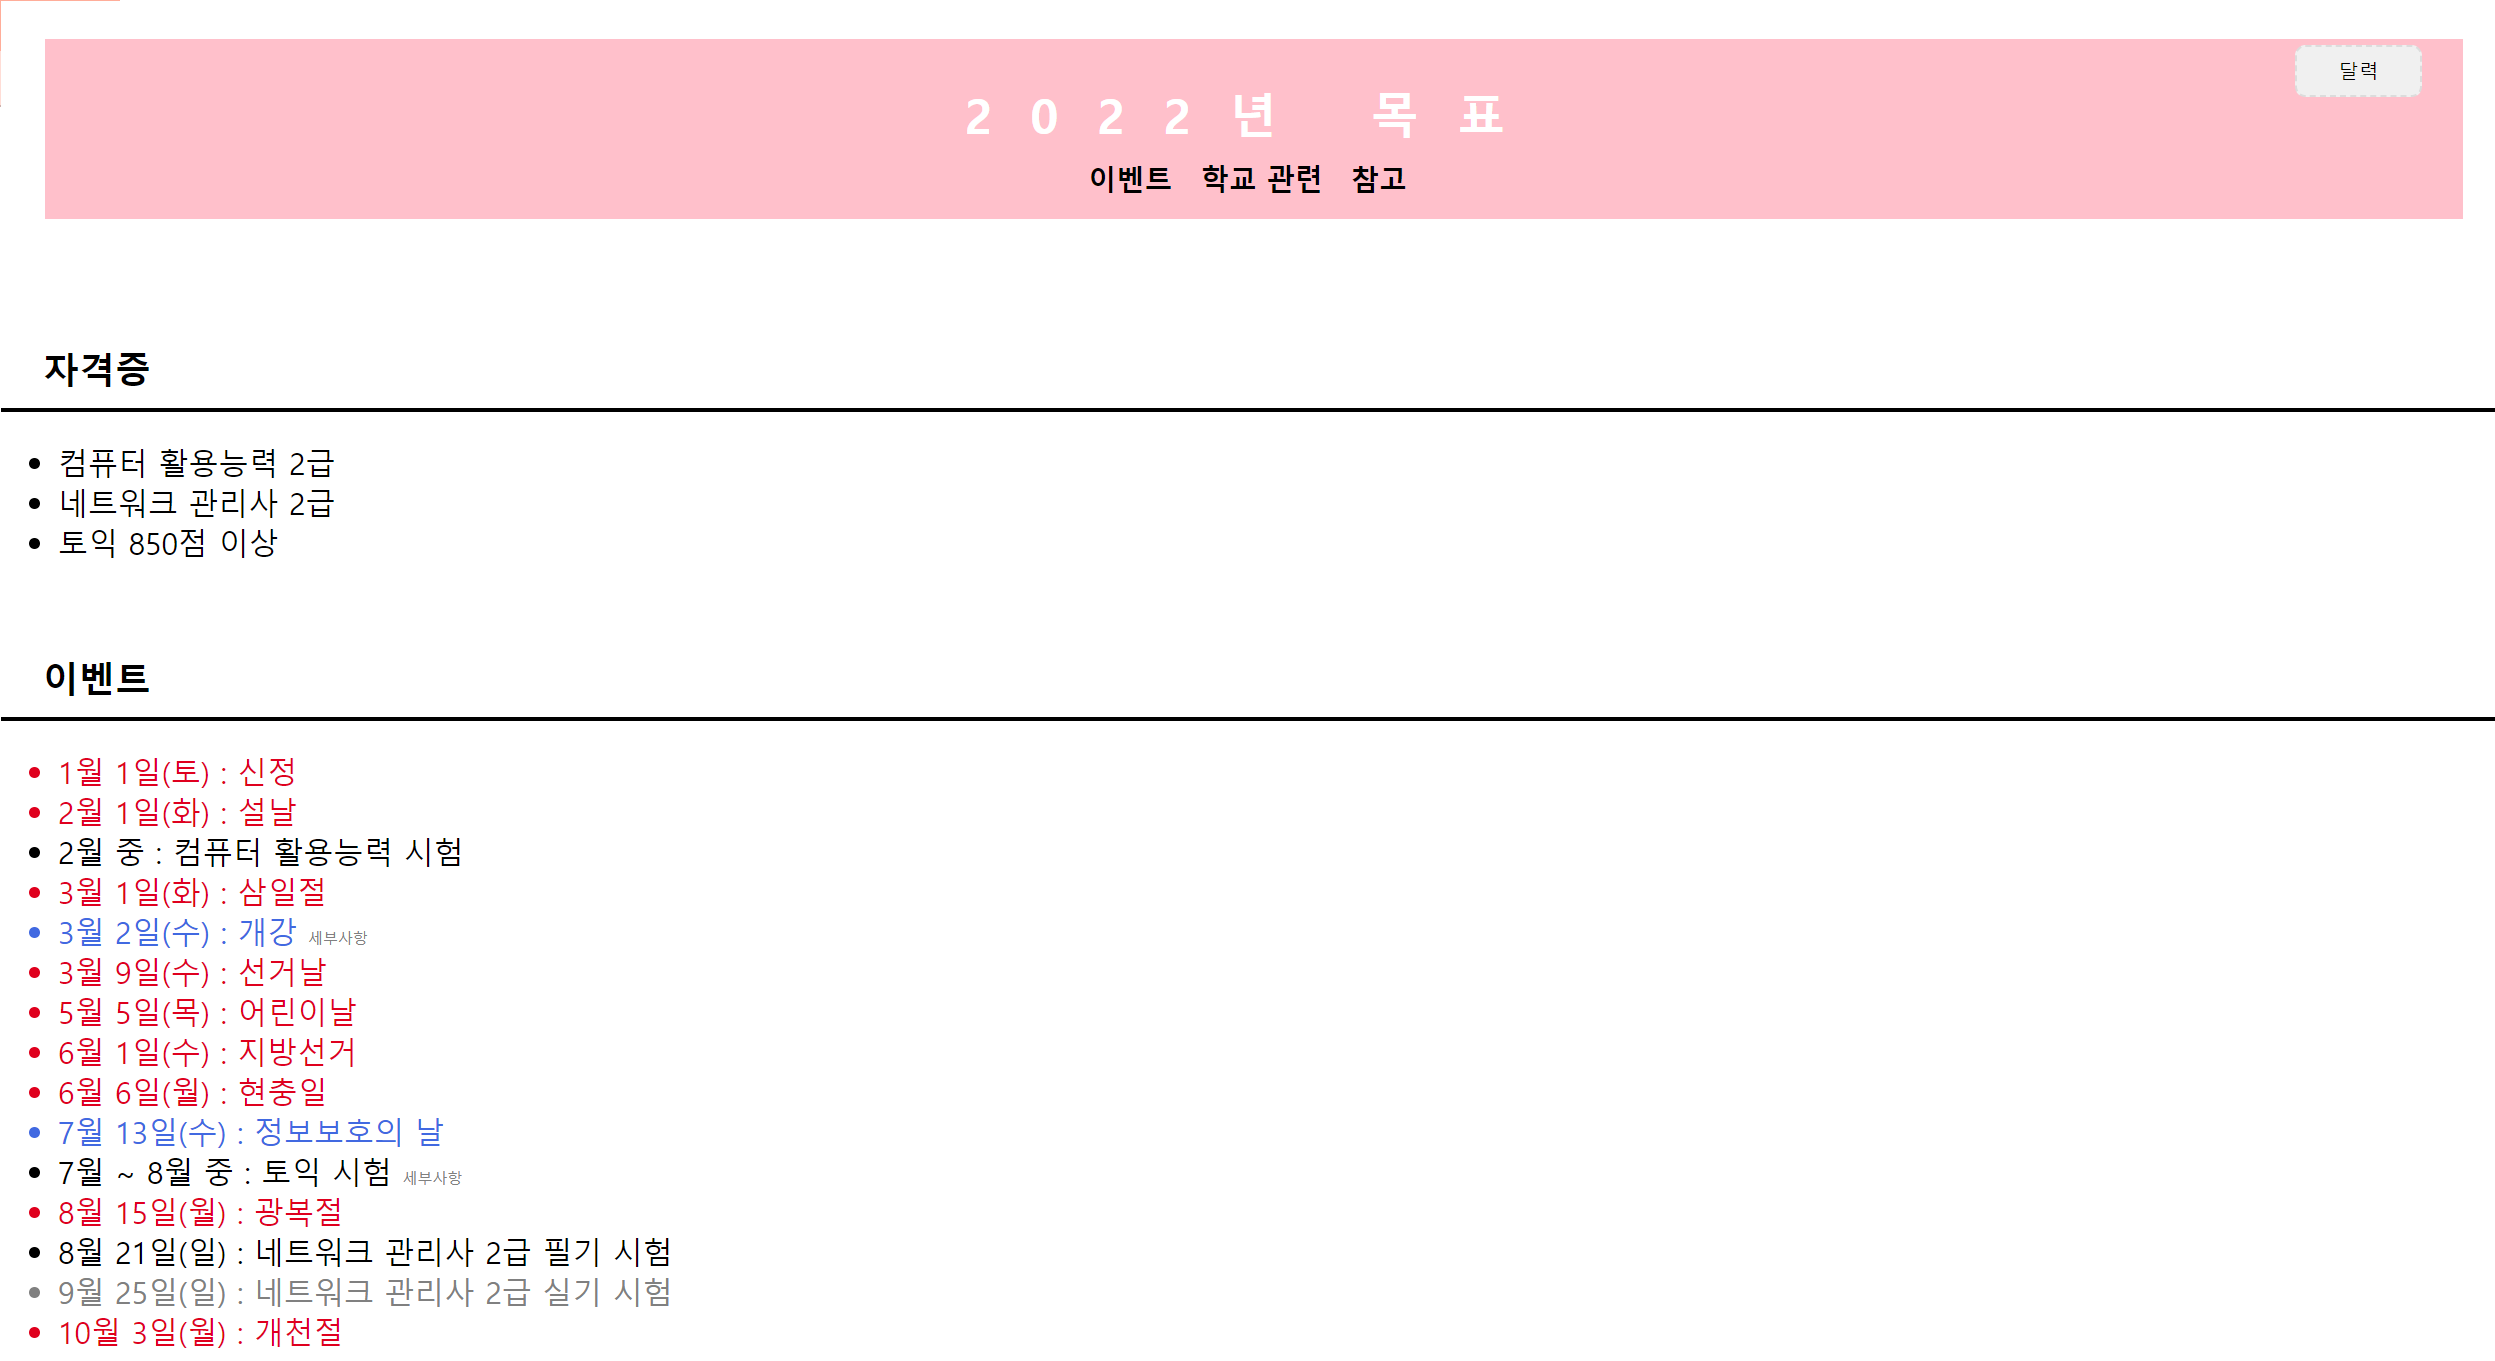 달력
2022년 목표
이벤트 학교 관련 참고
자격증
컴퓨터 활용능력 2급
네트워크 관리사 2급
토익 850점 이상
이벤트
1월 1일(토) : 신정
2월 1일(화) : 설날
2월 중 : 컴퓨터 활용능력 시험
3월 1일(화) : 삼일절
3월 2일(수) : 개강 세부사항
3월 9일(수) : 선거날
5월 5일(목) : 어린이날
6월 1일(수) : 지방선거
6월 6일(월) : 현충일
7월 13일(수) : 정보보호의 날
7월 ~ 8월 중 : 토익 시험 세부사항
8월 15일(월) : 광복절
8월 21일(일) : 네트워크 관리사 2급 필기 시험
9월 25일(일) : 네트워크 관리사 2급 실기 시험
10월 3일(월) : 개천절